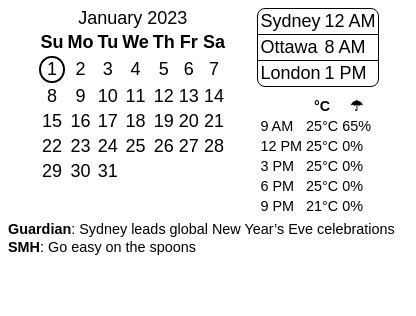 January 2023
Su Mo Tu We Th Fr Sa
1 2 3 4 5 6 7
8 9 10 11 12 13 14
15 16 17 18 19 20 21
22 23 24 25 26 27 28
29 30 31
Sydney 12 AM
Ottawa 8 AM
London 1 PM
°C ☂
9 AM 25°C 65%
12 PM 25°C 0%
3 PM 25°C 0%
6 PM 25°C 0%
9 PM 21°C 0%
Guardian: Sydney leads global New Year’s Eve celebrations
SMH: Go easy on the spoons